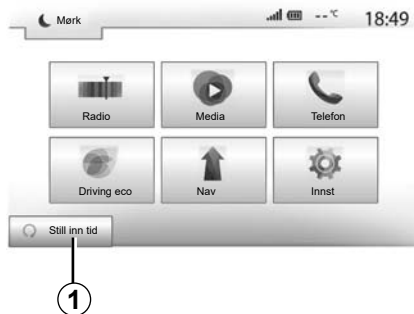 Mørk
--°C
18:49
Radio
Media
Telefon
Driving eco
Nav
Innst
Still inn tid
1